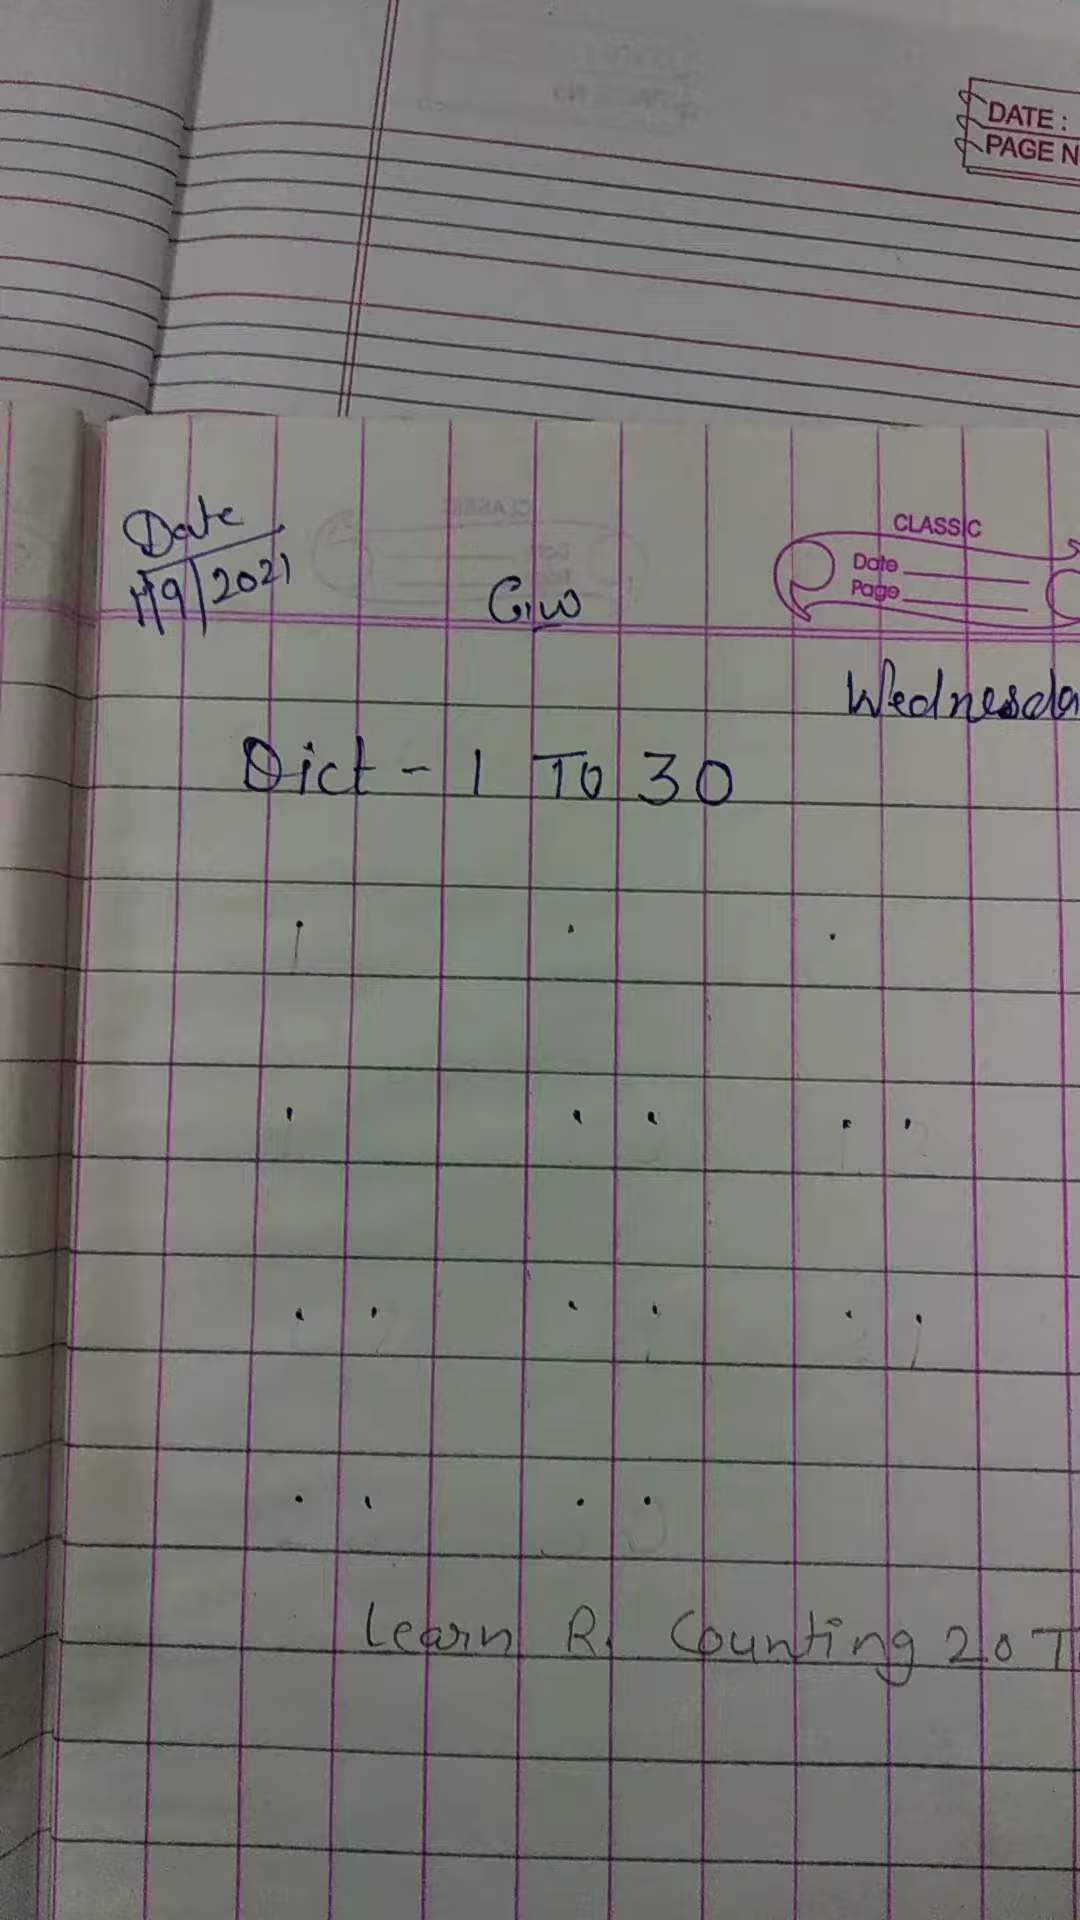 DATE :
PAGE N
CLASSIC
Date
Date
Page
1/9/2021
C.w
Wednesda
Dict - 1 TO 30
Learn R. Counting 20 T